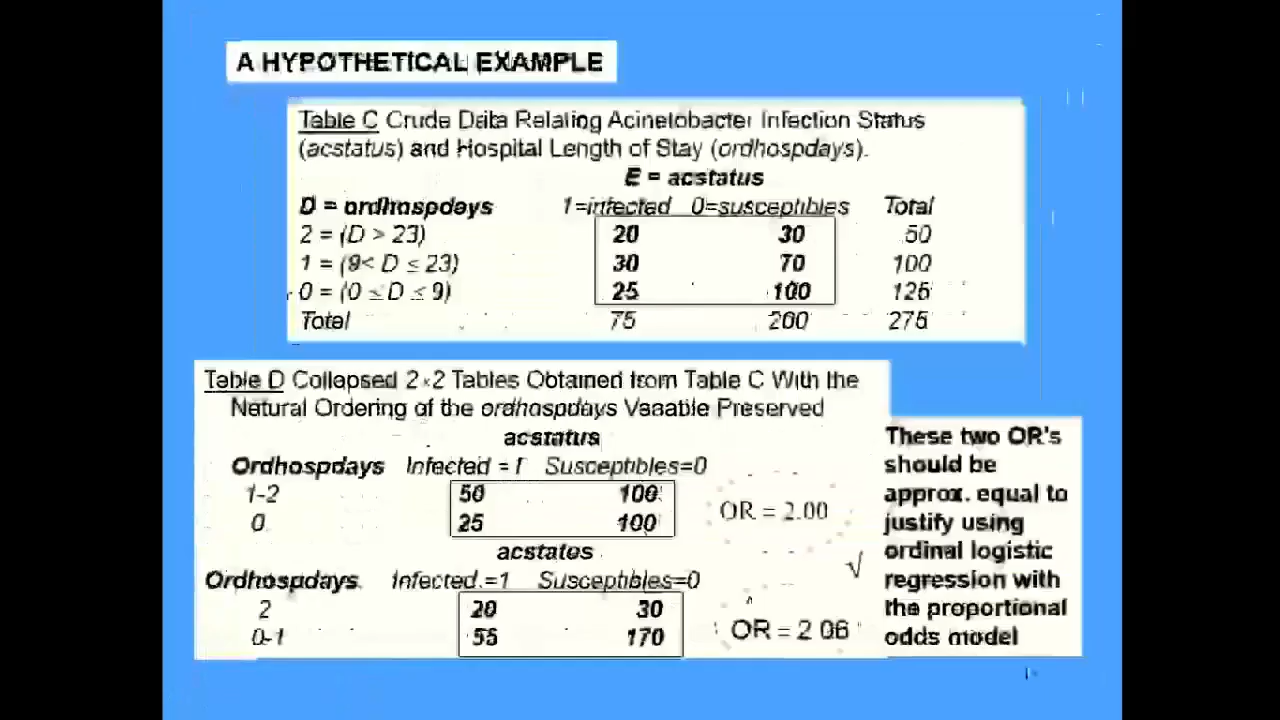 A HYPOTHETICAL EXAMPLE
Table C Crude Data Relating Acinetobacter Infection Status
(acstatus) and Hospital Length of Stay (ordhospdays).
E = acstatus
D = ordhospdays 1=infected 0=susceptibles Total
2 = (D > 23) 20 30 50
1 = (9< D ≤ 23) 30 70 100
0 = (0 ≤ D ≤ 9) 25 100 125
Total 75 200 275
Table D Collapsed 2×2 Tables Obtained from Table C With the
Natural Ordering of the ordhospdays Variable Preserved
acstatus
Ordhospdays Infected =1 Susceptibles=0
1-2 50 100
0 25 100
OR = 2.00
acstatus
Ordhospdays Infected =1 Susceptibles=0
2 20 30
0-1 55 170
OR = 2.06
√
These two OR's
should be
approx. equal to
justify using
ordinal logistic
regression with
the proportional
odds model